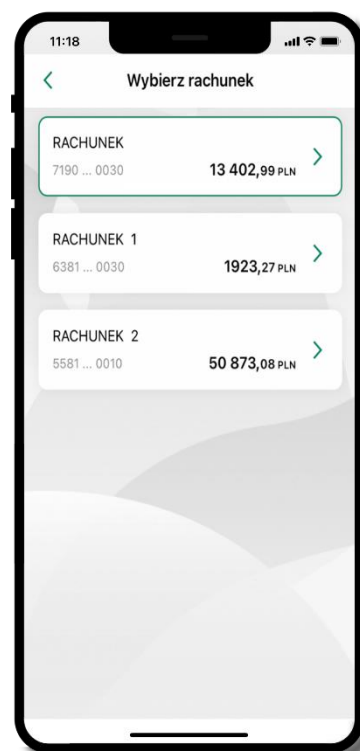 11:18
Wybierz rachunek
RACHUNEK
7190 ... 0030 13 402,99 PLN
RACHUNEK 1
6381 ... 0030 1923,27 PLN
RACHUNEK 2
5581 ... 0010 50 873,08 PLN